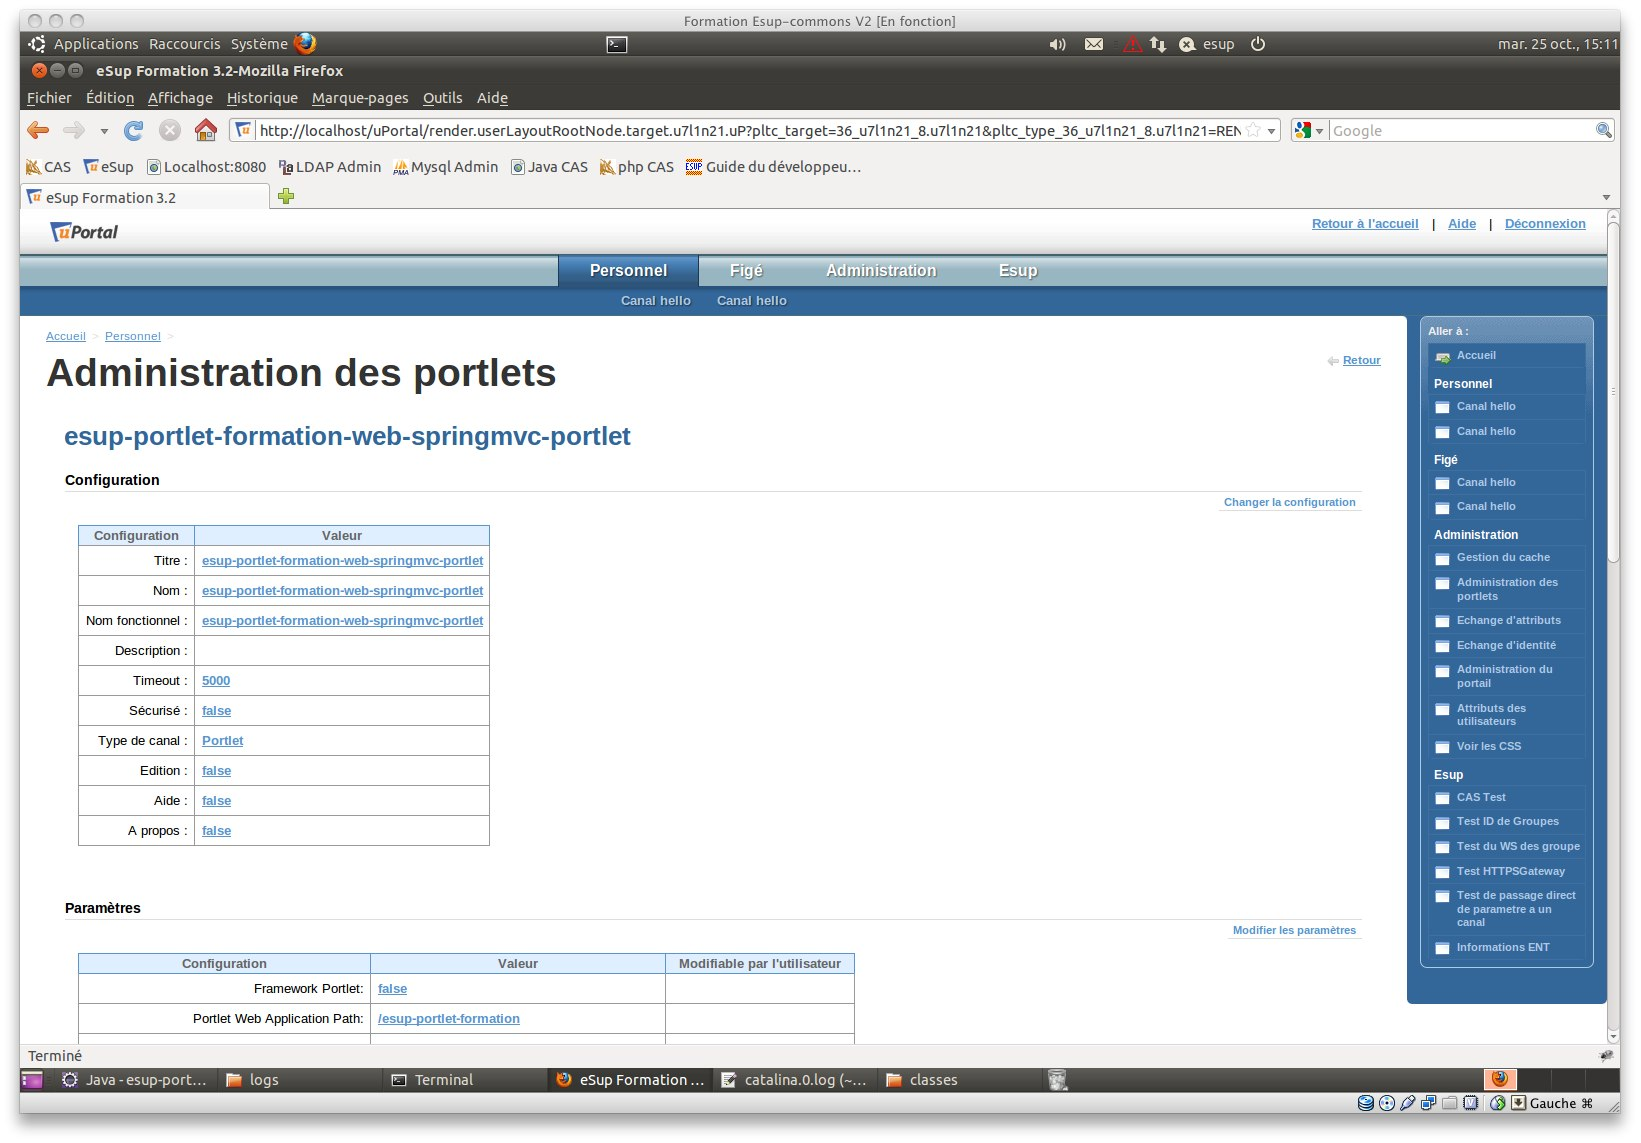 Formation Esup-commons V2 [En fonction]
Applications Raccourcis Système esup mar. 25 oct., 15:11
eSup Formation 3.2-Mozilla Firefox
Fichier Édition Affichage Historique Marque-pages Outils Aide
http://localhost/uPortal/render.userLayoutRootNode.target.u7l1n21.uP?pltc_target=36_u7l1n21_8.u7l1n21&pltc_type_36_u7l1n21_8.u7l1n21=REN Google
CAS eSup Localhost:8080 LDAP Admin Mysql Admin Java CAS php CAS Guide du développeu…
eSup Formation 3.2
uPortal
Retour à l'accueil | Aide | Déconnexion
Personnel Figé Administration Esup
Canal hello Canal hello
Accueil > Personnel >
Administration des portlets
Retour
esup-portlet-formation-web-springmvc-portlet
Configuration
Changer la configuration
Configuration Valeur
Titre : esup-portlet-formation-web-springmvc-portlet
Nom : esup-portlet-formation-web-springmvc-portlet
Nom fonctionnel : esup-portlet-formation-web-springmvc-portlet
Description :
Timeout : 5000
Sécurisé : false
Type de canal : Portlet
Edition : false
Aide : false
A propos : false
Paramètres
Modifier les paramètres
Configuration Valeur Modifiable par l'utilisateur
Framework Portlet: false
Portlet Web Application Path: /esup-portlet-formation
Aller à :
Accueil
Personnel
Canal hello
Canal hello
Figé
Canal hello
Canal hello
Administration
Gestion du cache
Administration des
portlets
Echange d'attributs
Echange d'identité
Administration du
portail
Attributs des
utilisateurs
Voir les CSS
Esup
CAS Test
Test ID de Groupes
Test du WS des groupe
Test HTTPSGateway
Test de passage direct
de parametre a un
canal
Informations ENT
Terminé
Java - esup-port... logs Terminal eSup Formation ... catalina.0.log (~... classes
Gauche ⌘